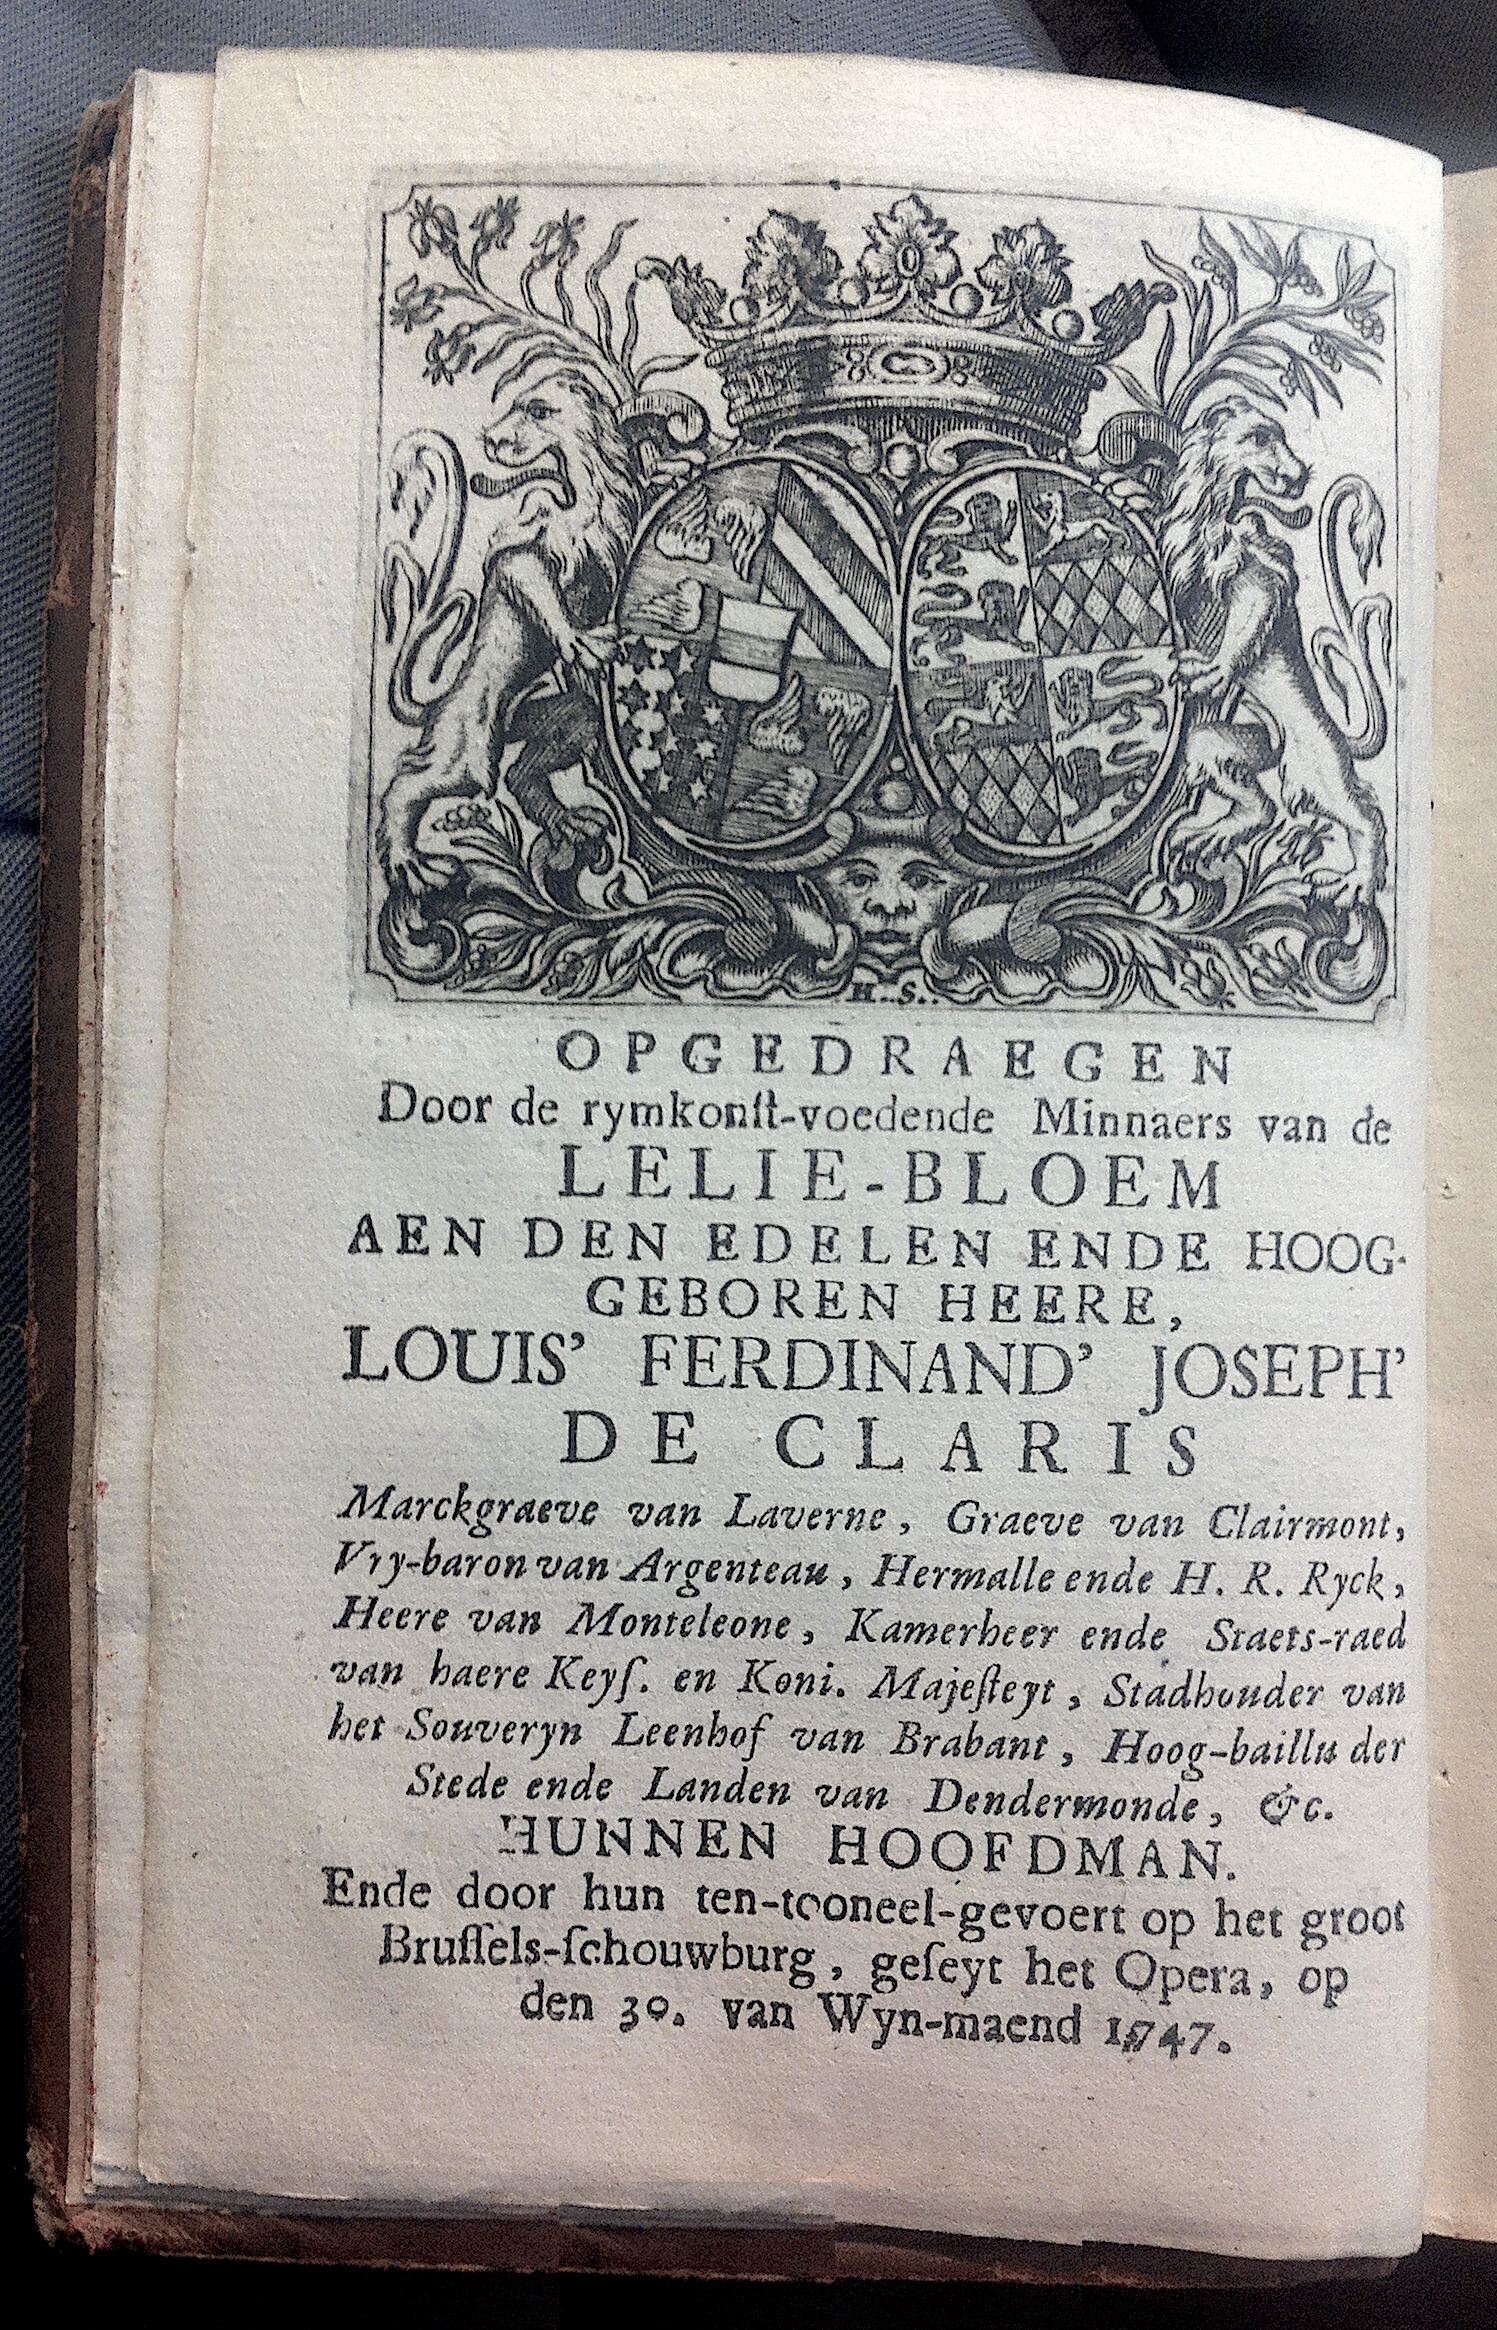 H..S..
OPGEDRAEGEN
Door de rymkonſt-voedende Minnaers van de
LELIE-BLOEM
AEN DEN EDELEN ENDE HOOG-
GEBOREN HEERE,
LOUIS' FERDINAND' JOSEPH'
DE CLARIS
Marckgraeve van Laverne, Graeve van Clairmont,
Vry-baron van Argenteau, Hermalle ende H. R. Ryck,
Heere van Monteleone, Kamerheer ende Staets-raed
van haere Keyſ. en Koni. Majeſteyt, Stadhouder van
het Souveryn Leenhof van Brabant, Hoog-baillu der
Stede ende Landen van Dendermonde, &c.
HUNNEN HOOFDMAN.
Ende door hun ten-tooneel-gevoert op het groot
Bruſſels-ſchouwburg, geſeyt het Opera, op
den 30. van Wyn-maend 1747.